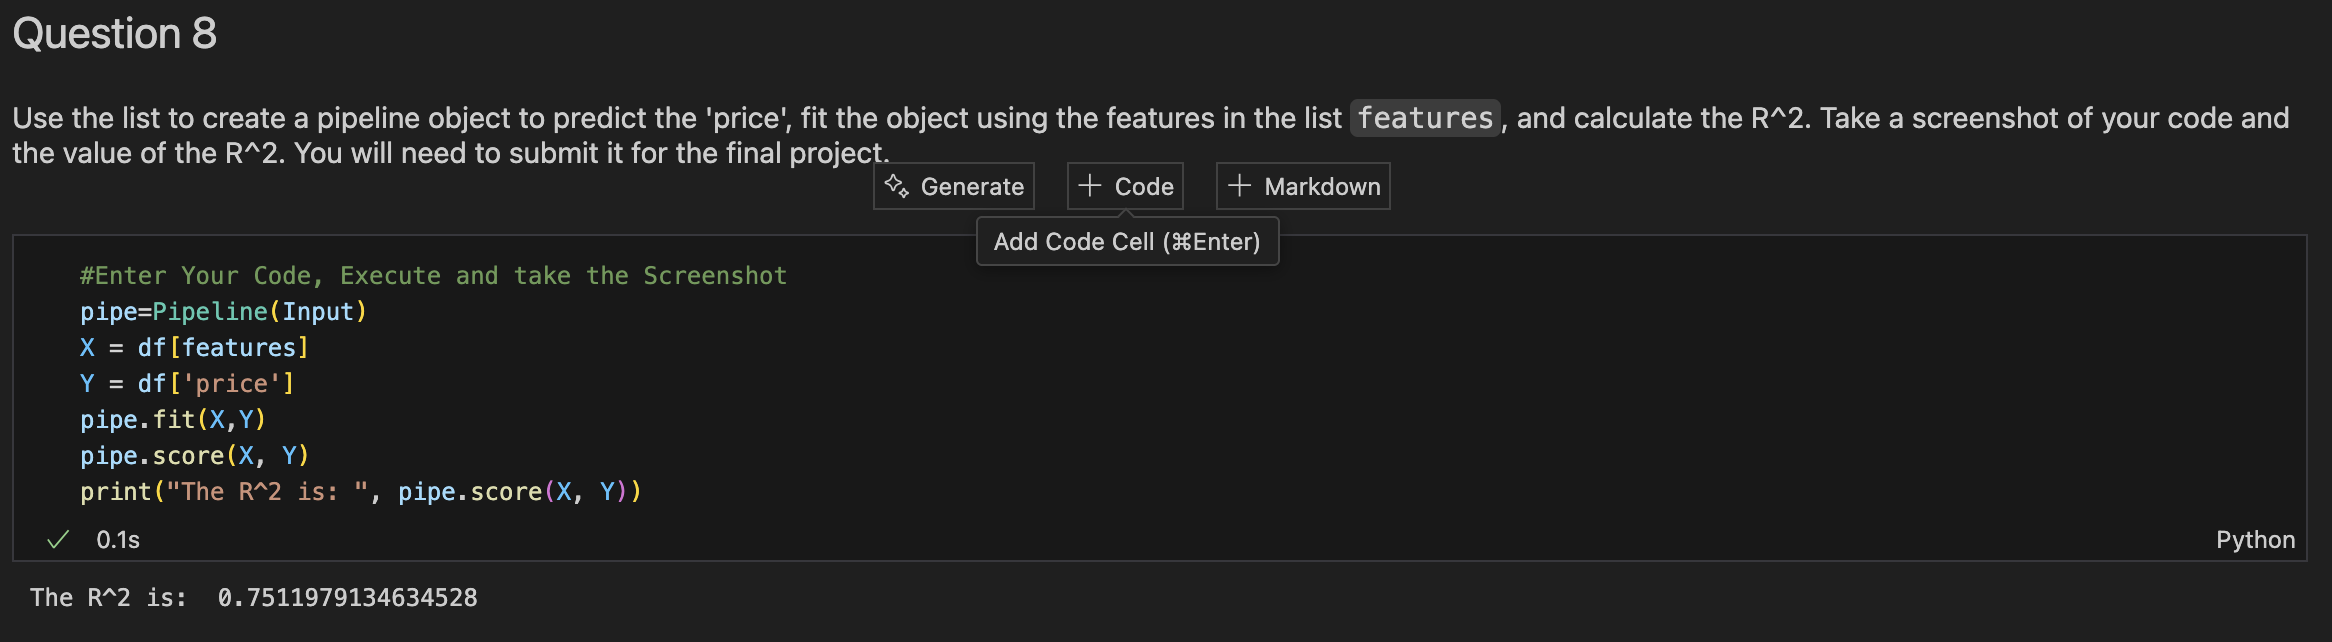 Question 8
Use the list to create a pipeline object to predict the 'price', fit the object using the features in the list features, and calculate the R^2. Take a screenshot of your code and
the value of the R^2. You will need to submit it for the final project.
Generate
Code
Markdown
Add Code Cell (⌘Enter)
#Enter Your Code, Execute and take the Screenshot
pipe=Pipeline(Input)
X = df[features]
Y = df['price']
pipe.fit(X,Y)
pipe.score(X, Y)
print("The R^2 is: ", pipe.score(X, Y))
0.1s
Python
The R^2 is:  0.7511979134634528